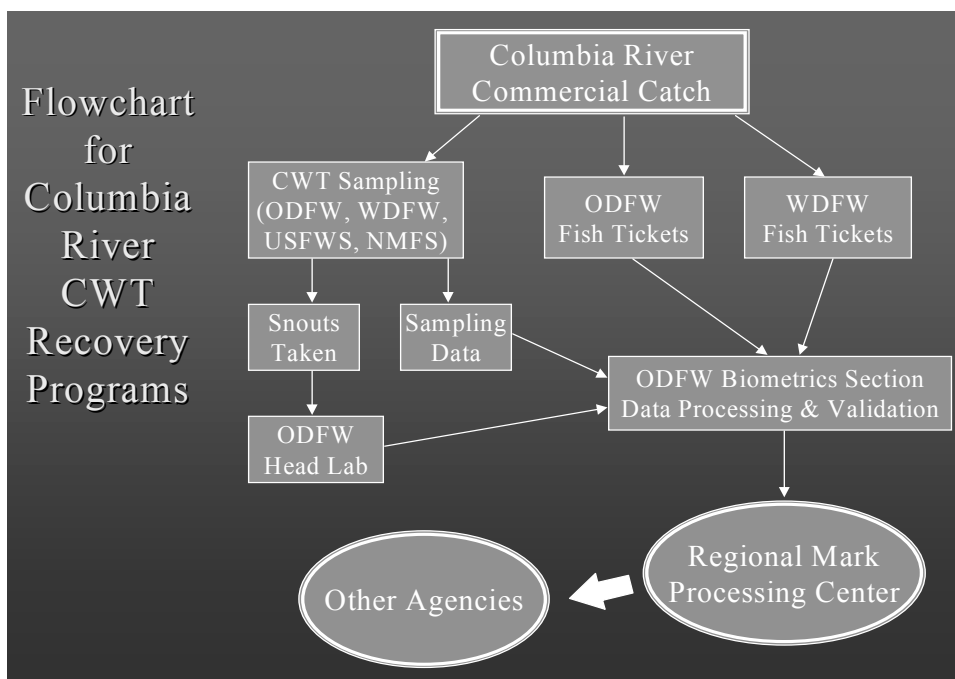 Flowchart
for
Columbia
River
CWT
Recovery
Programs
Columbia River
Commercial Catch
CWT Sampling
(ODFW, WDFW,
USFWS, NMFS)
ODFW
Fish Tickets
WDFW
Fish Tickets
Snouts
Taken
Sampling
Data
ODFW Biometrics Section
Data Processing & Validation
ODFW
Head Lab
Regional Mark
Processing Center
Other Agencies